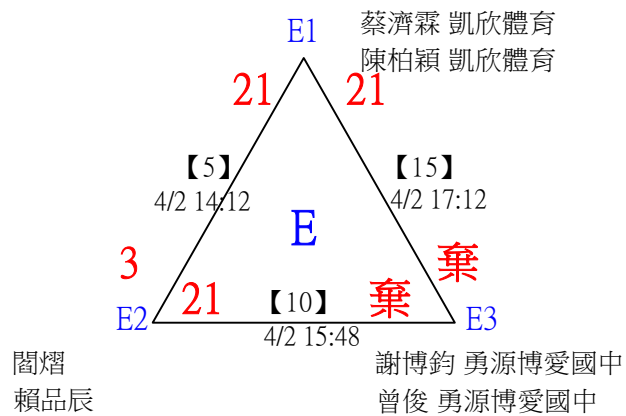 E1
蔡濟霖 凱欣體育
陳柏穎 凱欣體育
21
21
【5】
4/2 14:12
【15】
4/2 17:12
E
3
棄
21
【10】
棄
E2
4/2 15:48
E3
閻熠
賴品辰
謝博鈞 勇源博愛國中
曾俊 勇源博愛國中